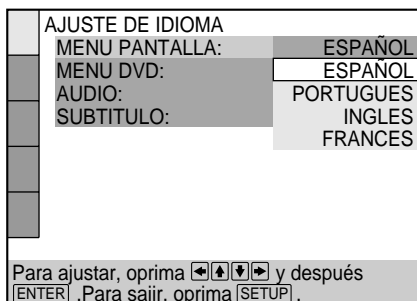 AJUSTE DE IDIOMA
MENU PANTALLA: ESPAÑOL
MENU DVD: ESPAÑOL
AUDIO: PORTUGUES
SUBTITULO: INGLES
FRANCES
Para ajustar, oprima ←↑↓→ y después
ENTER .Para sajir, oprima SETUP .